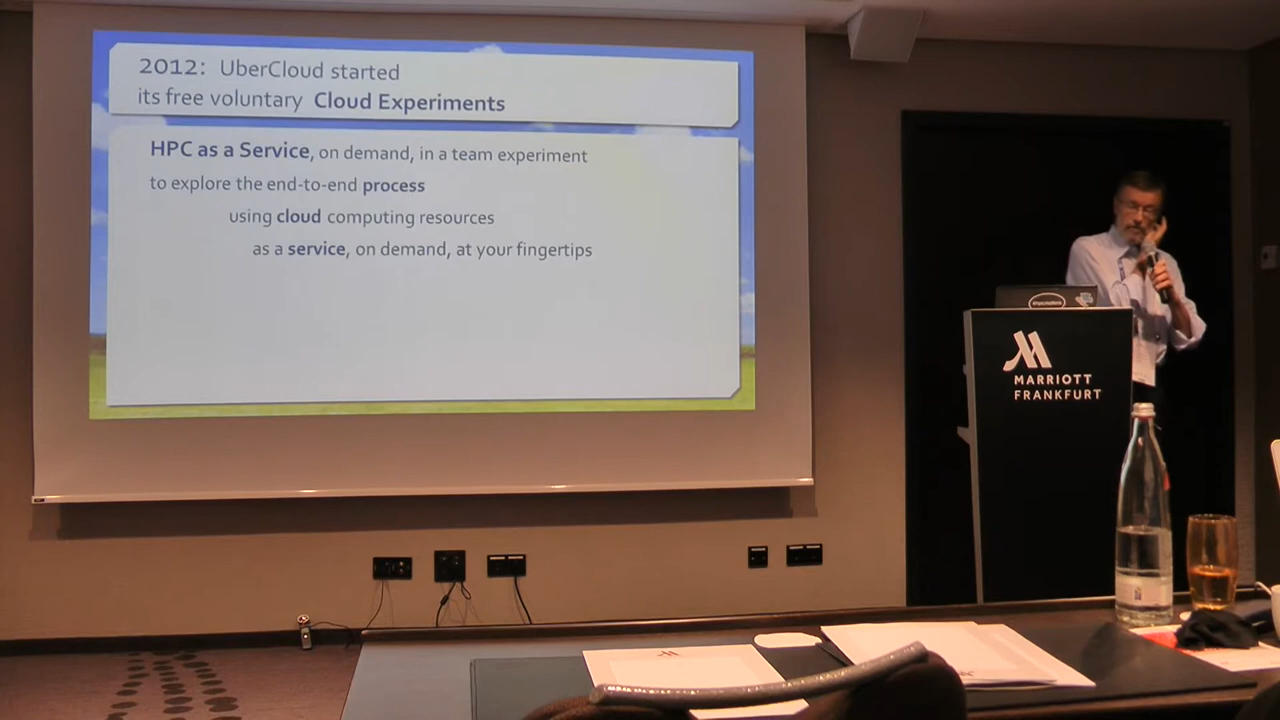 2012: UberCloud started
its free voluntary Cloud Experiments
HPC as a Service, on demand, in a team experiment
to explore the end-to-end process
using cloud computing resources
as a service, on demand, at your fingertips
MARRIOTT
FRANKFURT